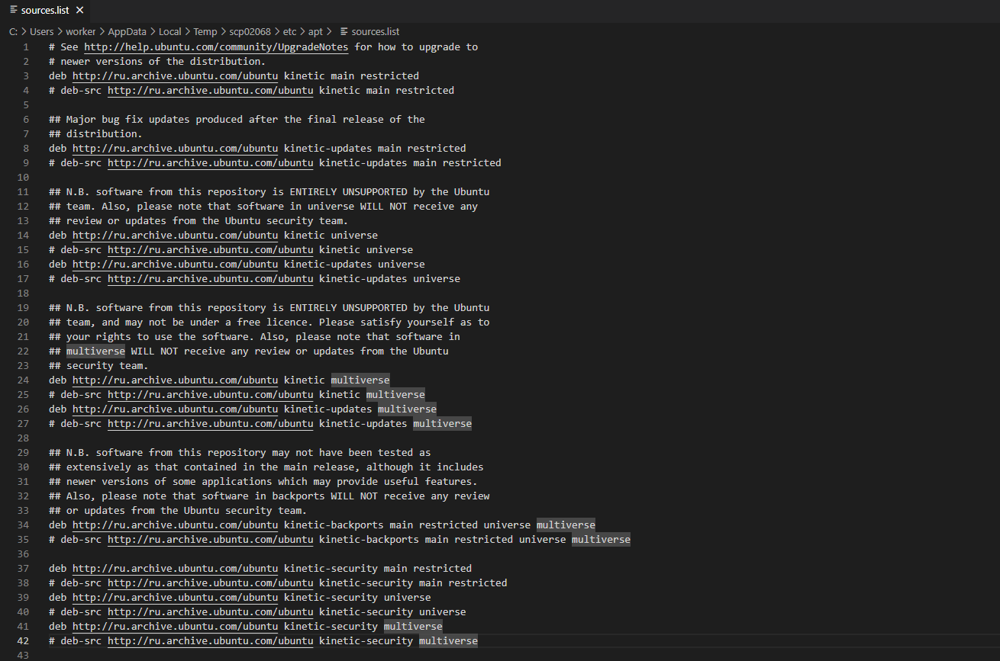 sources.list
C: > Users > worker > AppData > Local > Temp > scp02068 > etc > apt > sources.list
1 # See http://help.ubuntu.com/community/UpgradeNotes for how to upgrade to
2 # newer versions of the distribution.
3 deb http://ru.archive.ubuntu.com/ubuntu kinetic main restricted
4 # deb-src http://ru.archive.ubuntu.com/ubuntu kinetic main restricted
5
6 ## Major bug fix updates produced after the final release of the
7 ## distribution.
8 deb http://ru.archive.ubuntu.com/ubuntu kinetic-updates main restricted
9 # deb-src http://ru.archive.ubuntu.com/ubuntu kinetic-updates main restricted
10
11 ## N.B. software from this repository is ENTIRELY UNSUPPORTED by the Ubuntu
12 ## team. Also, please note that software in universe WILL NOT receive any
13 ## review or updates from the Ubuntu security team.
14 deb http://ru.archive.ubuntu.com/ubuntu kinetic universe
15 # deb-src http://ru.archive.ubuntu.com/ubuntu kinetic universe
16 deb http://ru.archive.ubuntu.com/ubuntu kinetic-updates universe
17 # deb-src http://ru.archive.ubuntu.com/ubuntu kinetic-updates universe
18
19 ## N.B. software from this repository is ENTIRELY UNSUPPORTED by the Ubuntu
20 ## team, and may not be under a free licence. Please satisfy yourself as to
21 ## your rights to use the software. Also, please note that software in
22 ## multiverse WILL NOT receive any review or updates from the Ubuntu
23 ## security team.
24 deb http://ru.archive.ubuntu.com/ubuntu kinetic multiverse
25 # deb-src http://ru.archive.ubuntu.com/ubuntu kinetic multiverse
26 deb http://ru.archive.ubuntu.com/ubuntu kinetic-updates multiverse
27 # deb-src http://ru.archive.ubuntu.com/ubuntu kinetic-updates multiverse
28
29 ## N.B. software from this repository may not have been tested as
30 ## extensively as that contained in the main release, although it includes
31 ## newer versions of some applications which may provide useful features.
32 ## Also, please note that software in backports WILL NOT receive any review
33 ## or updates from the Ubuntu security team.
34 deb http://ru.archive.ubuntu.com/ubuntu kinetic-backports main restricted universe multiverse
35 # deb-src http://ru.archive.ubuntu.com/ubuntu kinetic-backports main restricted universe multiverse
36
37 deb http://ru.archive.ubuntu.com/ubuntu kinetic-security main restricted
38 # deb-src http://ru.archive.ubuntu.com/ubuntu kinetic-security main restricted
39 deb http://ru.archive.ubuntu.com/ubuntu kinetic-security universe
40 # deb-src http://ru.archive.ubuntu.com/ubuntu kinetic-security universe
41 deb http://ru.archive.ubuntu.com/ubuntu kinetic-security multiverse
42 # deb-src http://ru.archive.ubuntu.com/ubuntu kinetic-security multiverse
43